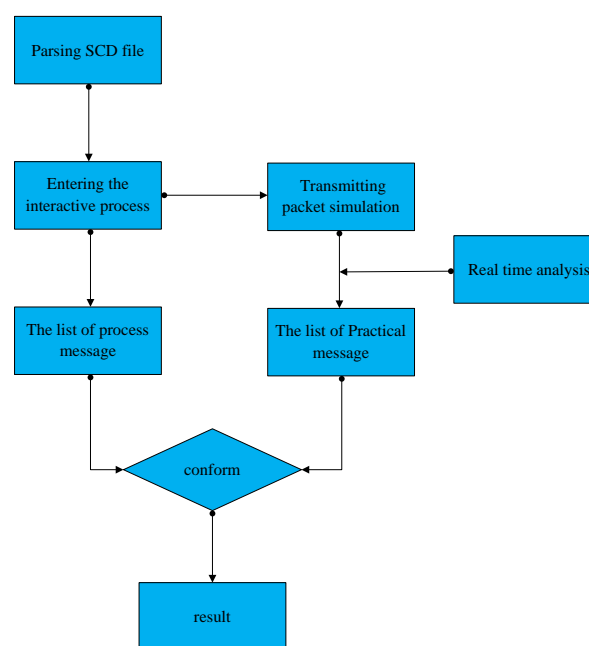 Parsing SCD file
Entering the
interactive process
Transmitting
packet simulation
Real time analysis
The list of process
message
The list of Practical
message
conform
result